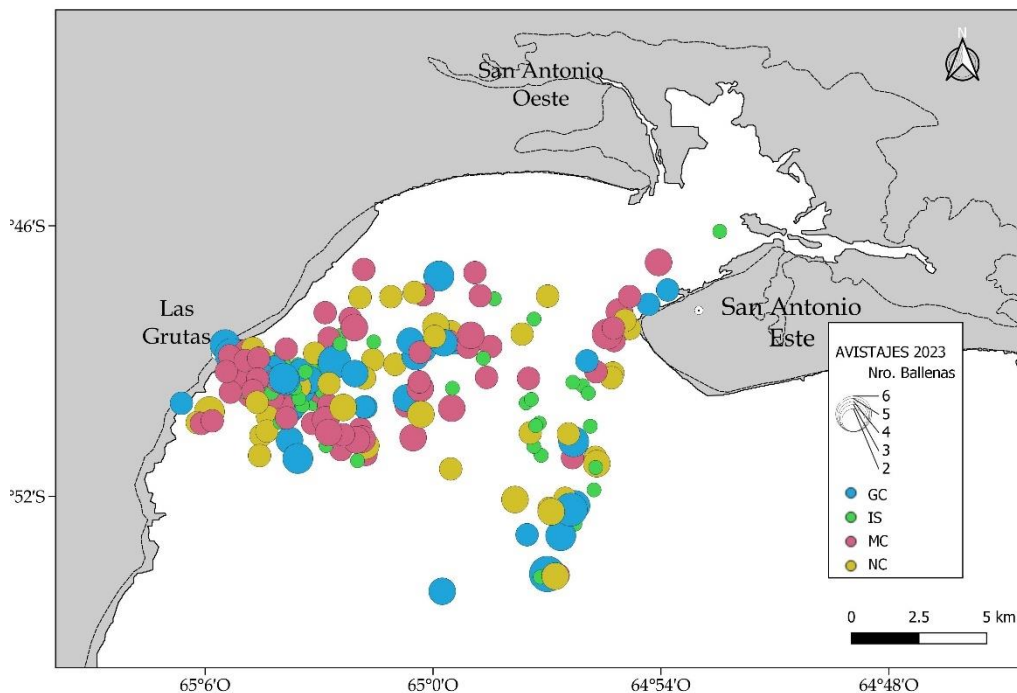 N
San Antonio
Oeste
°46'S
Las
Grutas
San Antonio
Este
AVISTAJES 2023
Nro. Ballenas
6
5
4
3
2
GC
IS
MC
NC
°52'S
0 2.5 5 km
65°6'O 65°0'O 64°54'O 64°48'O